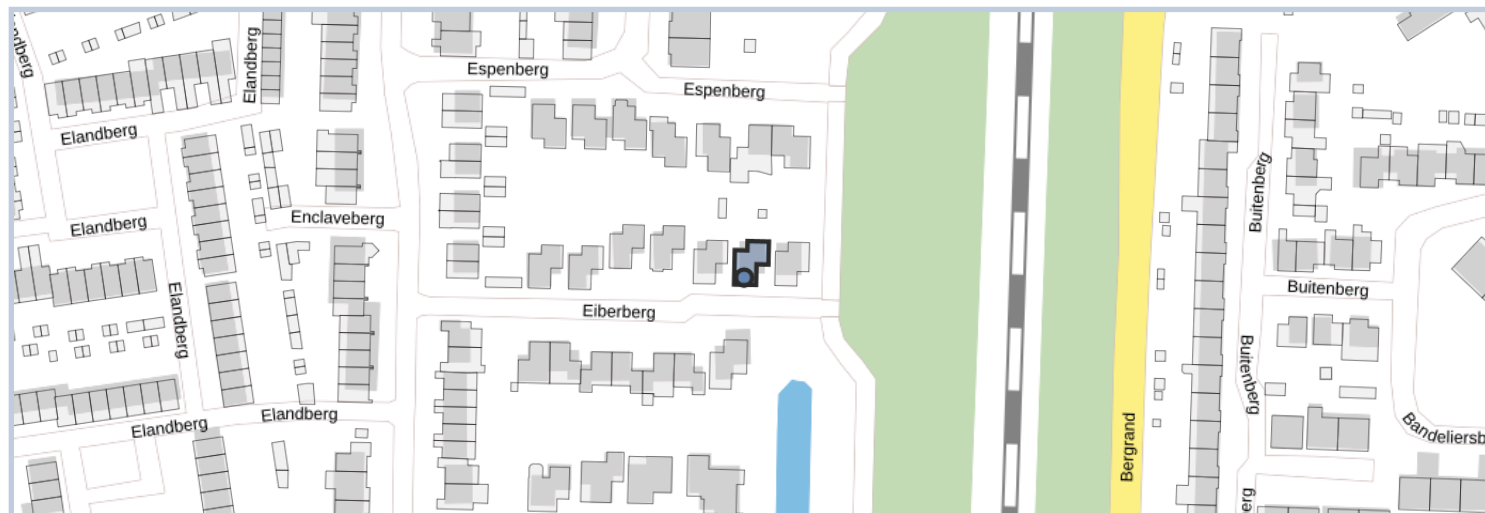 Elandberg
Espenberg
Espenberg
Elandberg
Buitenberg
Enclaveberg
Elandberg
Buitenberg
Eiberberg
Elandberg
Buitenberg
Elandberg
Elandberg
Bergrand